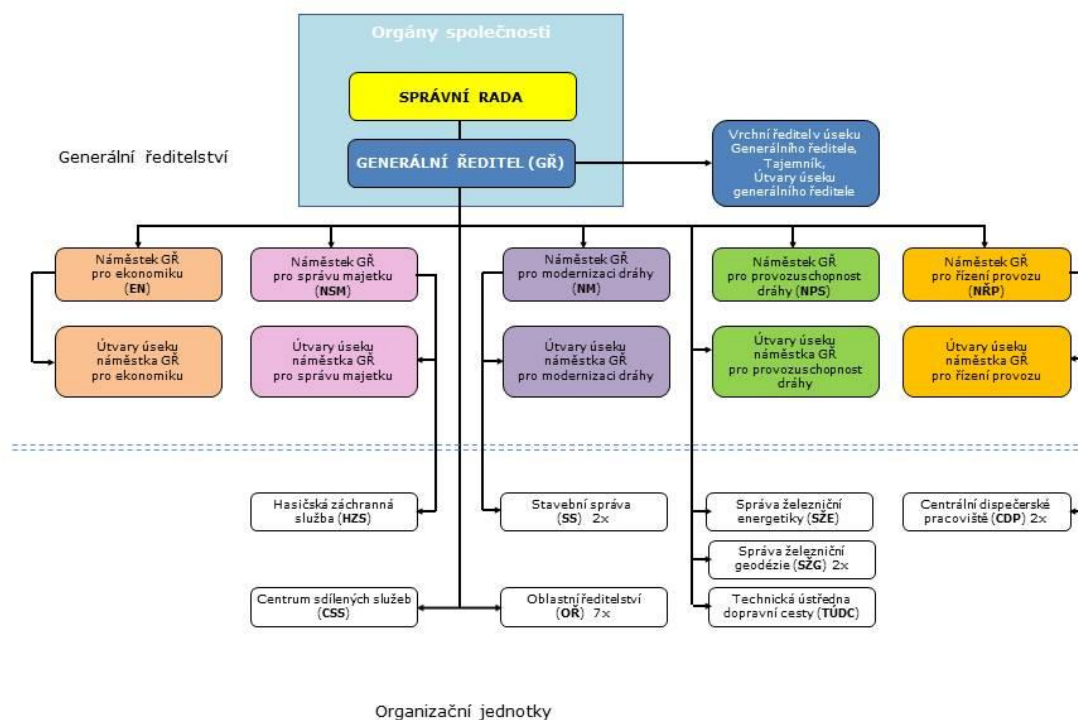 Orgány společnosti
SPRÁVNÍ RADA
Generální ředitelství
GENERÁLNÍ ŘEDITEL (GŘ)
Vrchní ředitel v úseku
Generálního ředitele,
Tajemník,
Útvary úseku
generálního ředitele
Náměstek GŘ
pro ekonomiku
(EN)
Náměstek GŘ
pro správu majetku
(NSM)
Náměstek GŘ
pro modernizaci dráhy
(NM)
Náměstek GŘ
pro provozuschopnost
dráhy (NPS)
Náměstek GŘ
pro řízení provozu
(NŘP)
Útvary úseku
náměstka GŘ
pro ekonomiku
Útvary úseku
náměstka GŘ
pro správu majetku
Útvary úseku
náměstka GŘ
pro modernizaci dráhy
Útvary úseku
náměstka GŘ
pro provozuschopnost
dráhy
Útvary úseku
náměstka GŘ
pro řízení provozu
Hasičská záchranná
služba (HZS)
Stavební správa
(SS) 2x
Správa železniční
energetiky (SŽE)
Centrální dispečerské
pracoviště (CDP) 2x
Správa železniční
geodézie (SŽG) 2x
Centrum sdílených služeb
(CSS)
Oblastní ředitelství
(OŘ) 7x
Technická ústředna
dopravní cesty (TÚDC)
Organizační jednotky